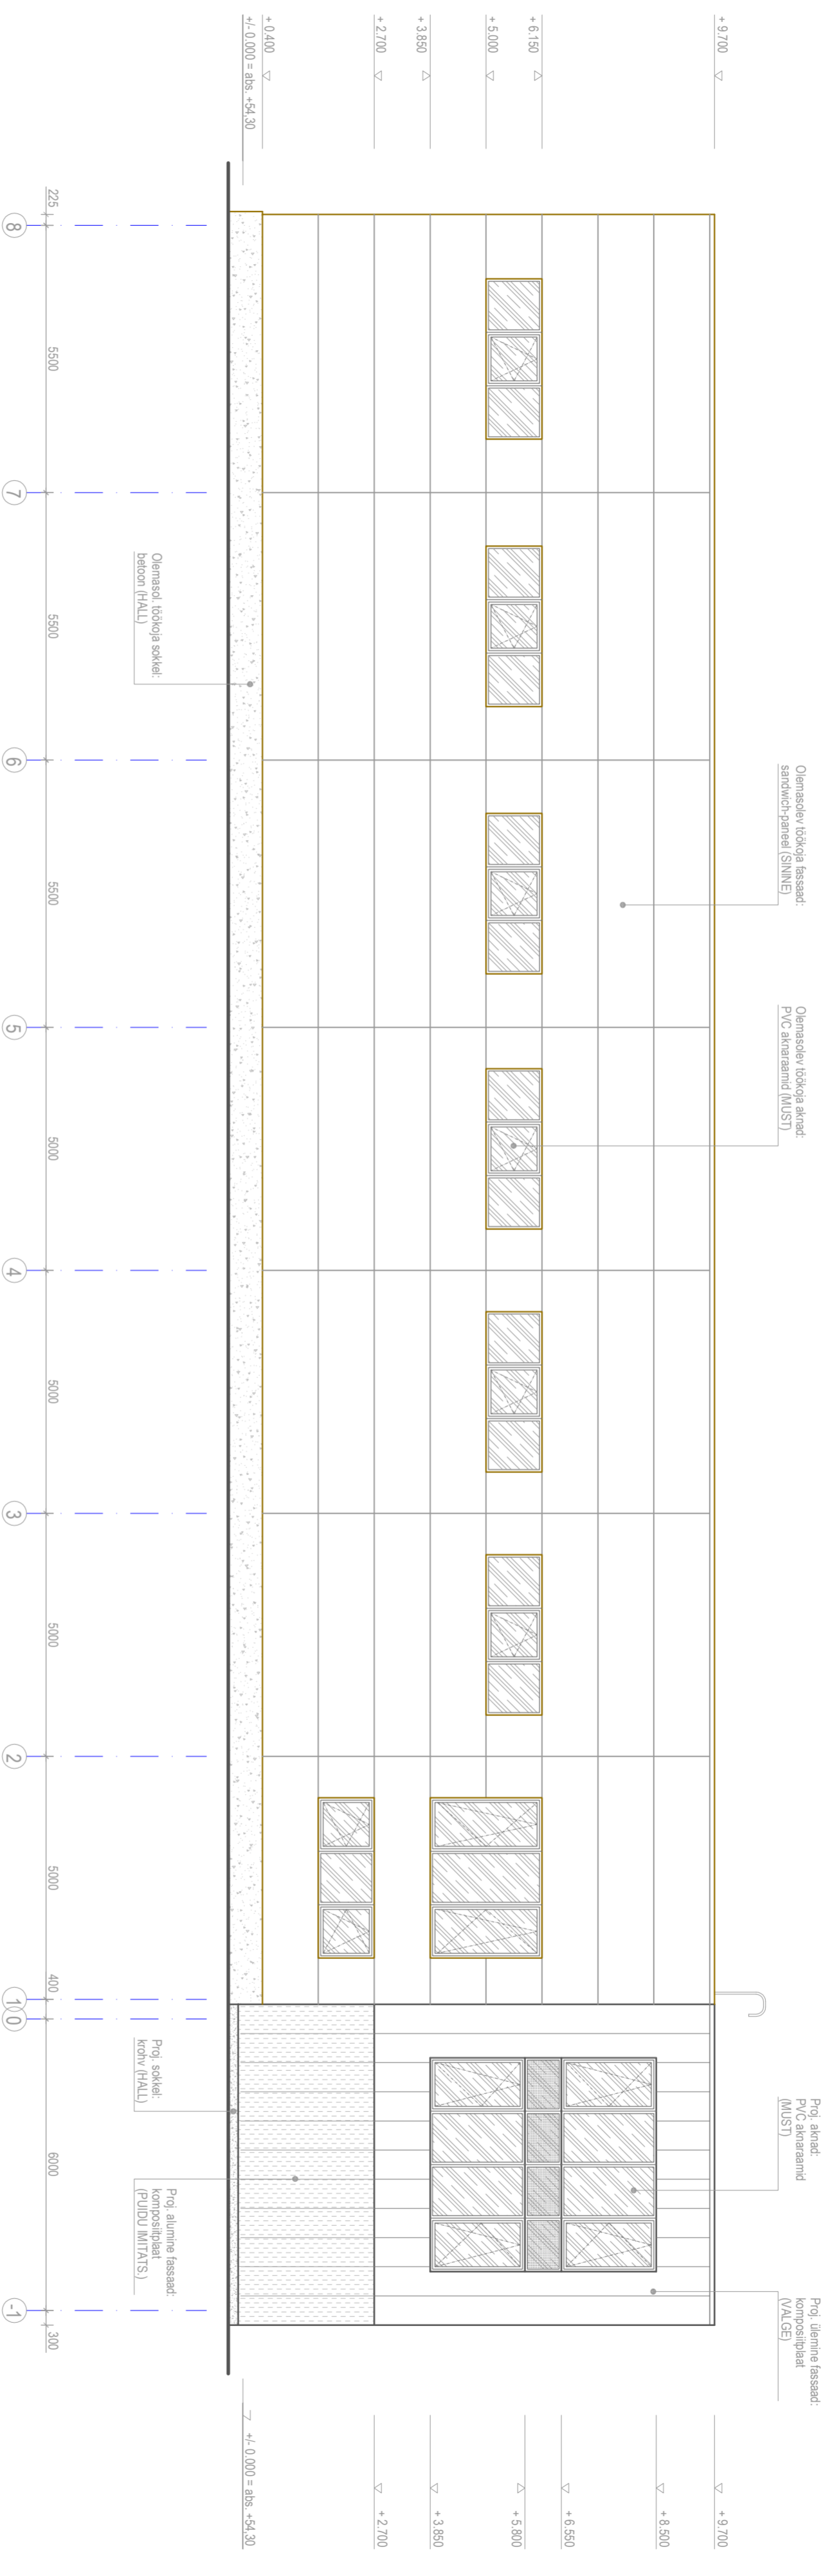 + 9.700
+ 6.150
+ 5.000
+ 3.850
+ 2.700
+ 0.400
+/- 0.000 = abs. +54,30
Olemasolev töökoja fassaad:
sandwich-paneel (SININE)
Olemasolev töökoja aknad:
PVC aknaraamid (MUST)
Proj. aknad:
PVC aknaraamid
(MUST)
Proj. ülemine fassaad:
komposiitplaat
(VALGE)
+ 9.700
+ 8.500
+ 6.550
+ 5.800
+ 3.850
+ 2.700
+/- 0.000 = abs. +54,30
Olemasol. töökoja sokkel:
betoon (HALL)
Proj. sokkel:
krohv (HALL)
Proj. alumine fassaad:
komposiitplaat
(PUIDU IMITATS.)
225 5500 5500 5500 5000 5000 5000 5000 400 6000 300
8 7 6 5 4 3 2 1 0 -1